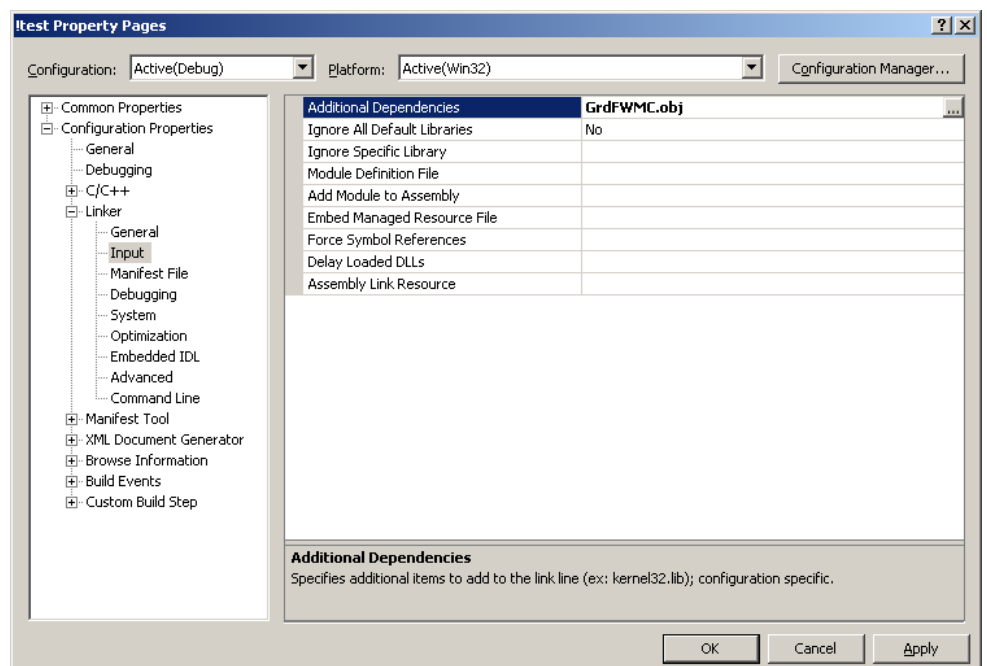 !test Property Pages
Configuration: Active(Debug) Platform: Active(Win32) Configuration Manager...
Common Properties
Configuration Properties
General
Debugging
C/C++
Linker
General
Input
Manifest File
Debugging
System
Optimization
Embedded IDL
Advanced
Command Line
Manifest Tool
XML Document Generator
Browse Information
Build Events
Custom Build Step
Additional Dependencies GrdFWMC.obj ...
Ignore All Default Libraries No
Ignore Specific Library
Module Definition File
Add Module to Assembly
Embed Managed Resource File
Force Symbol References
Delay Loaded DLLs
Assembly Link Resource
Additional Dependencies
Specifies additional items to add to the link line (ex: kernel32.lib); configuration specific.
OK Cancel Apply